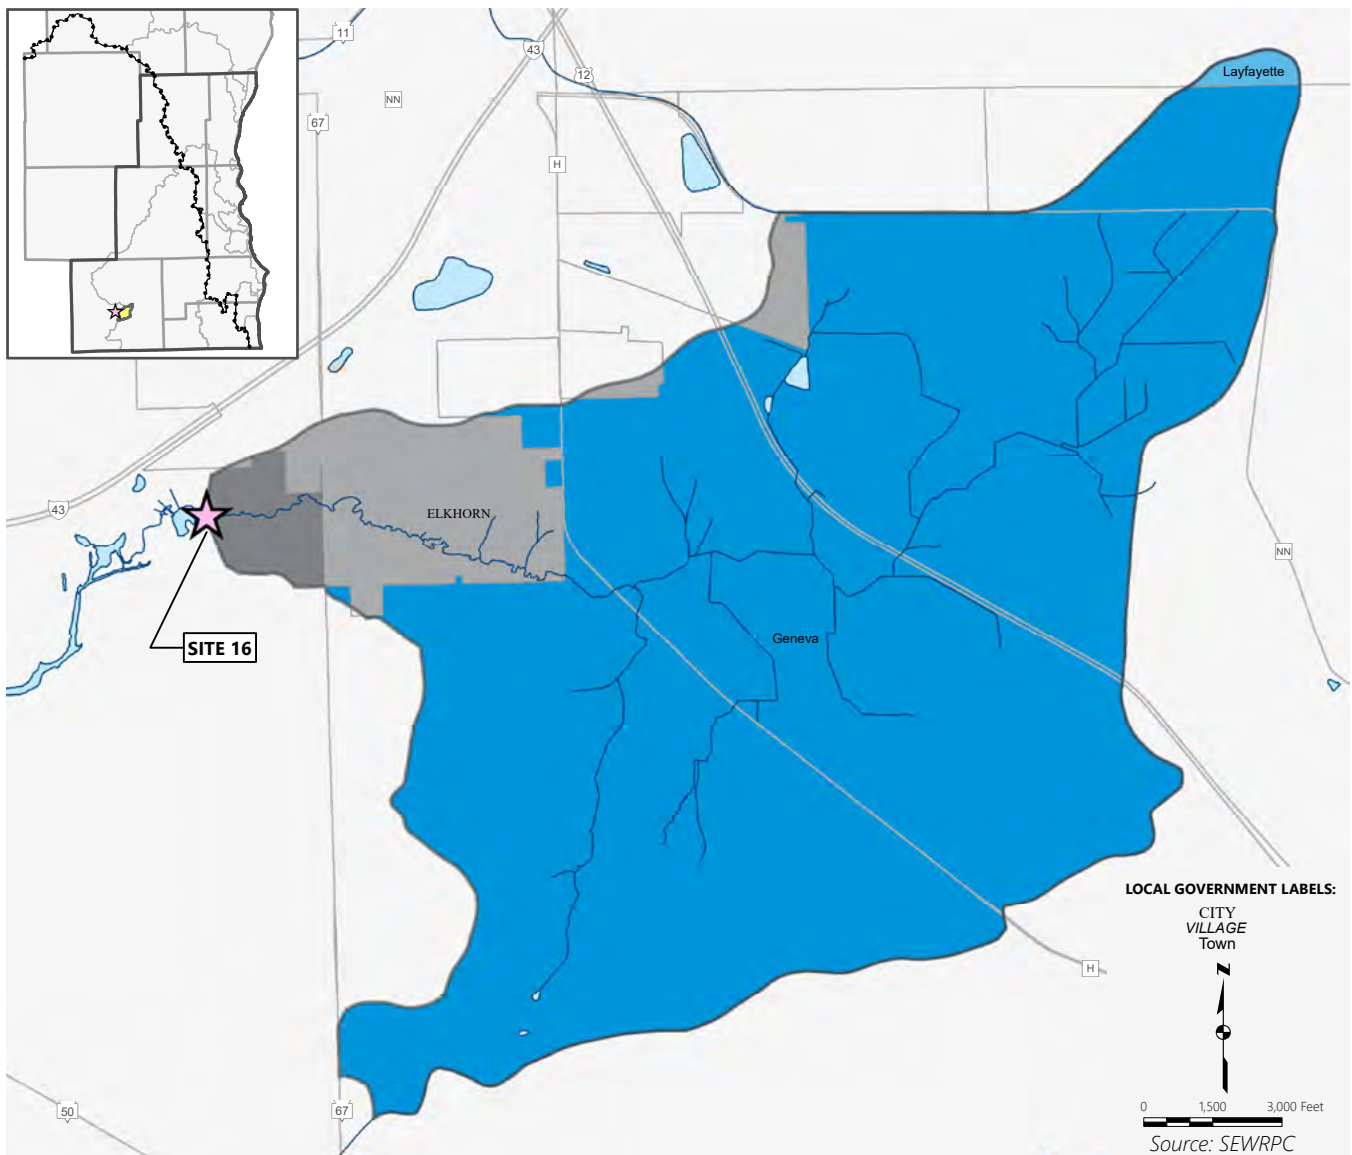 11
43
12
Layfayette
NN
67
H
ELKHORN
43
NN
SITE 16
Geneva
LOCAL GOVERNMENT LABELS:
CITY
VILLAGE
Town
H
N
0 1,500 3,000 Feet
50
67
Source: SEWRPC